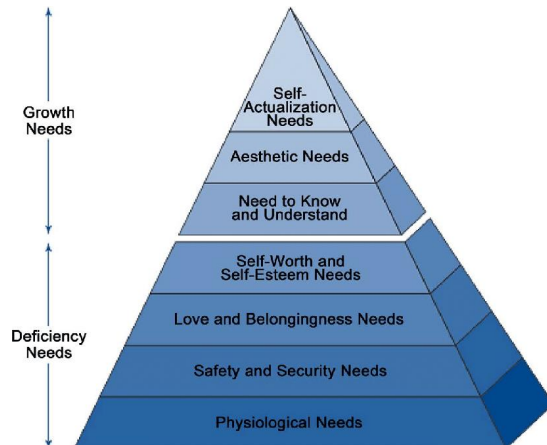 Growth
Needs
Self-
Actualization
Needs
Aesthetic Needs
Need to Know
and Understand
Deficiency
Needs
Self-Worth and
Self-Esteem Needs
Love and Belongingness Needs
Safety and Security Needs
Physiological Needs